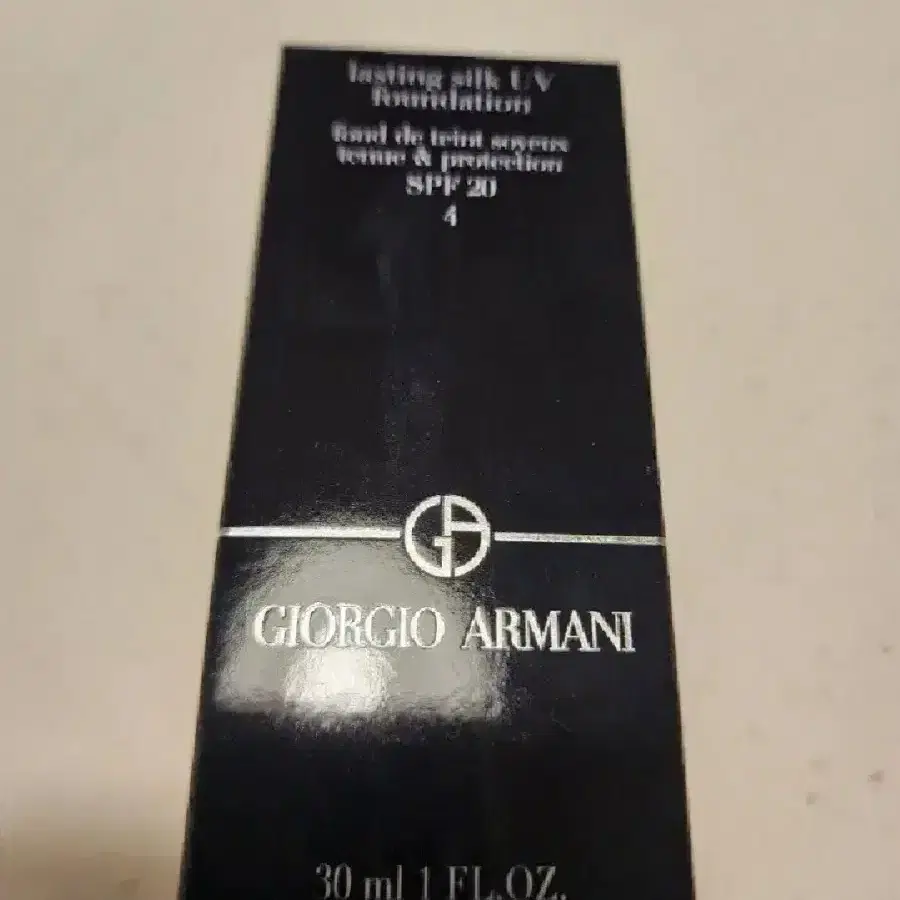 lasting silk UV
foundation
fond de teint soyeux
tenue & protection
SPF 20
4
GA
GIORGIO ARMANI
30 ml 1 FL.OZ.